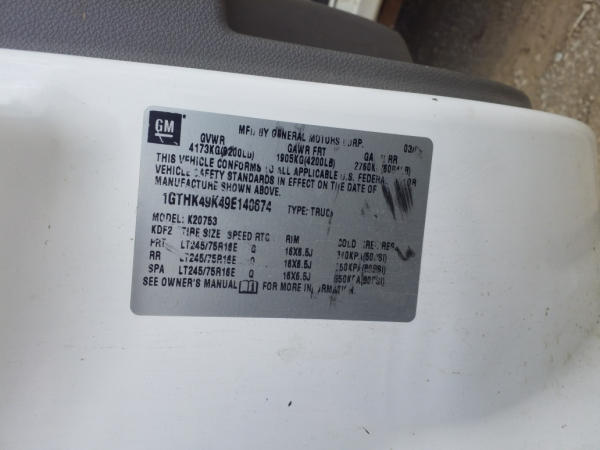 GM
MFD BY GENERAL MOTORS CORP.
GVWR GAWR FRT RR
4173KG(9200LB) 1905KG(4200LB)
THIS VEHICLE CONFORMS TO ALL APPLICABLE U.S. FEDERAL MOTOR
VEHICLE SAFETY STANDARDS IN EFFECT ON THE DATE OF
MANUFACTURE SHOWN ABOVE.
1GTHK49K49E140674 TYPE: TRUCK
MODEL: K20753
KDF2 TIRE SIZE SPEED RTG RIM COLD
FRT LT245/75R16E Q 16X6.5J
RR LT245/75R16E Q 16X6.5J
SPA LT245/75R16E Q 16X6.5J
SEE OWNER'S MANUAL FOR MORE INFORMATION.